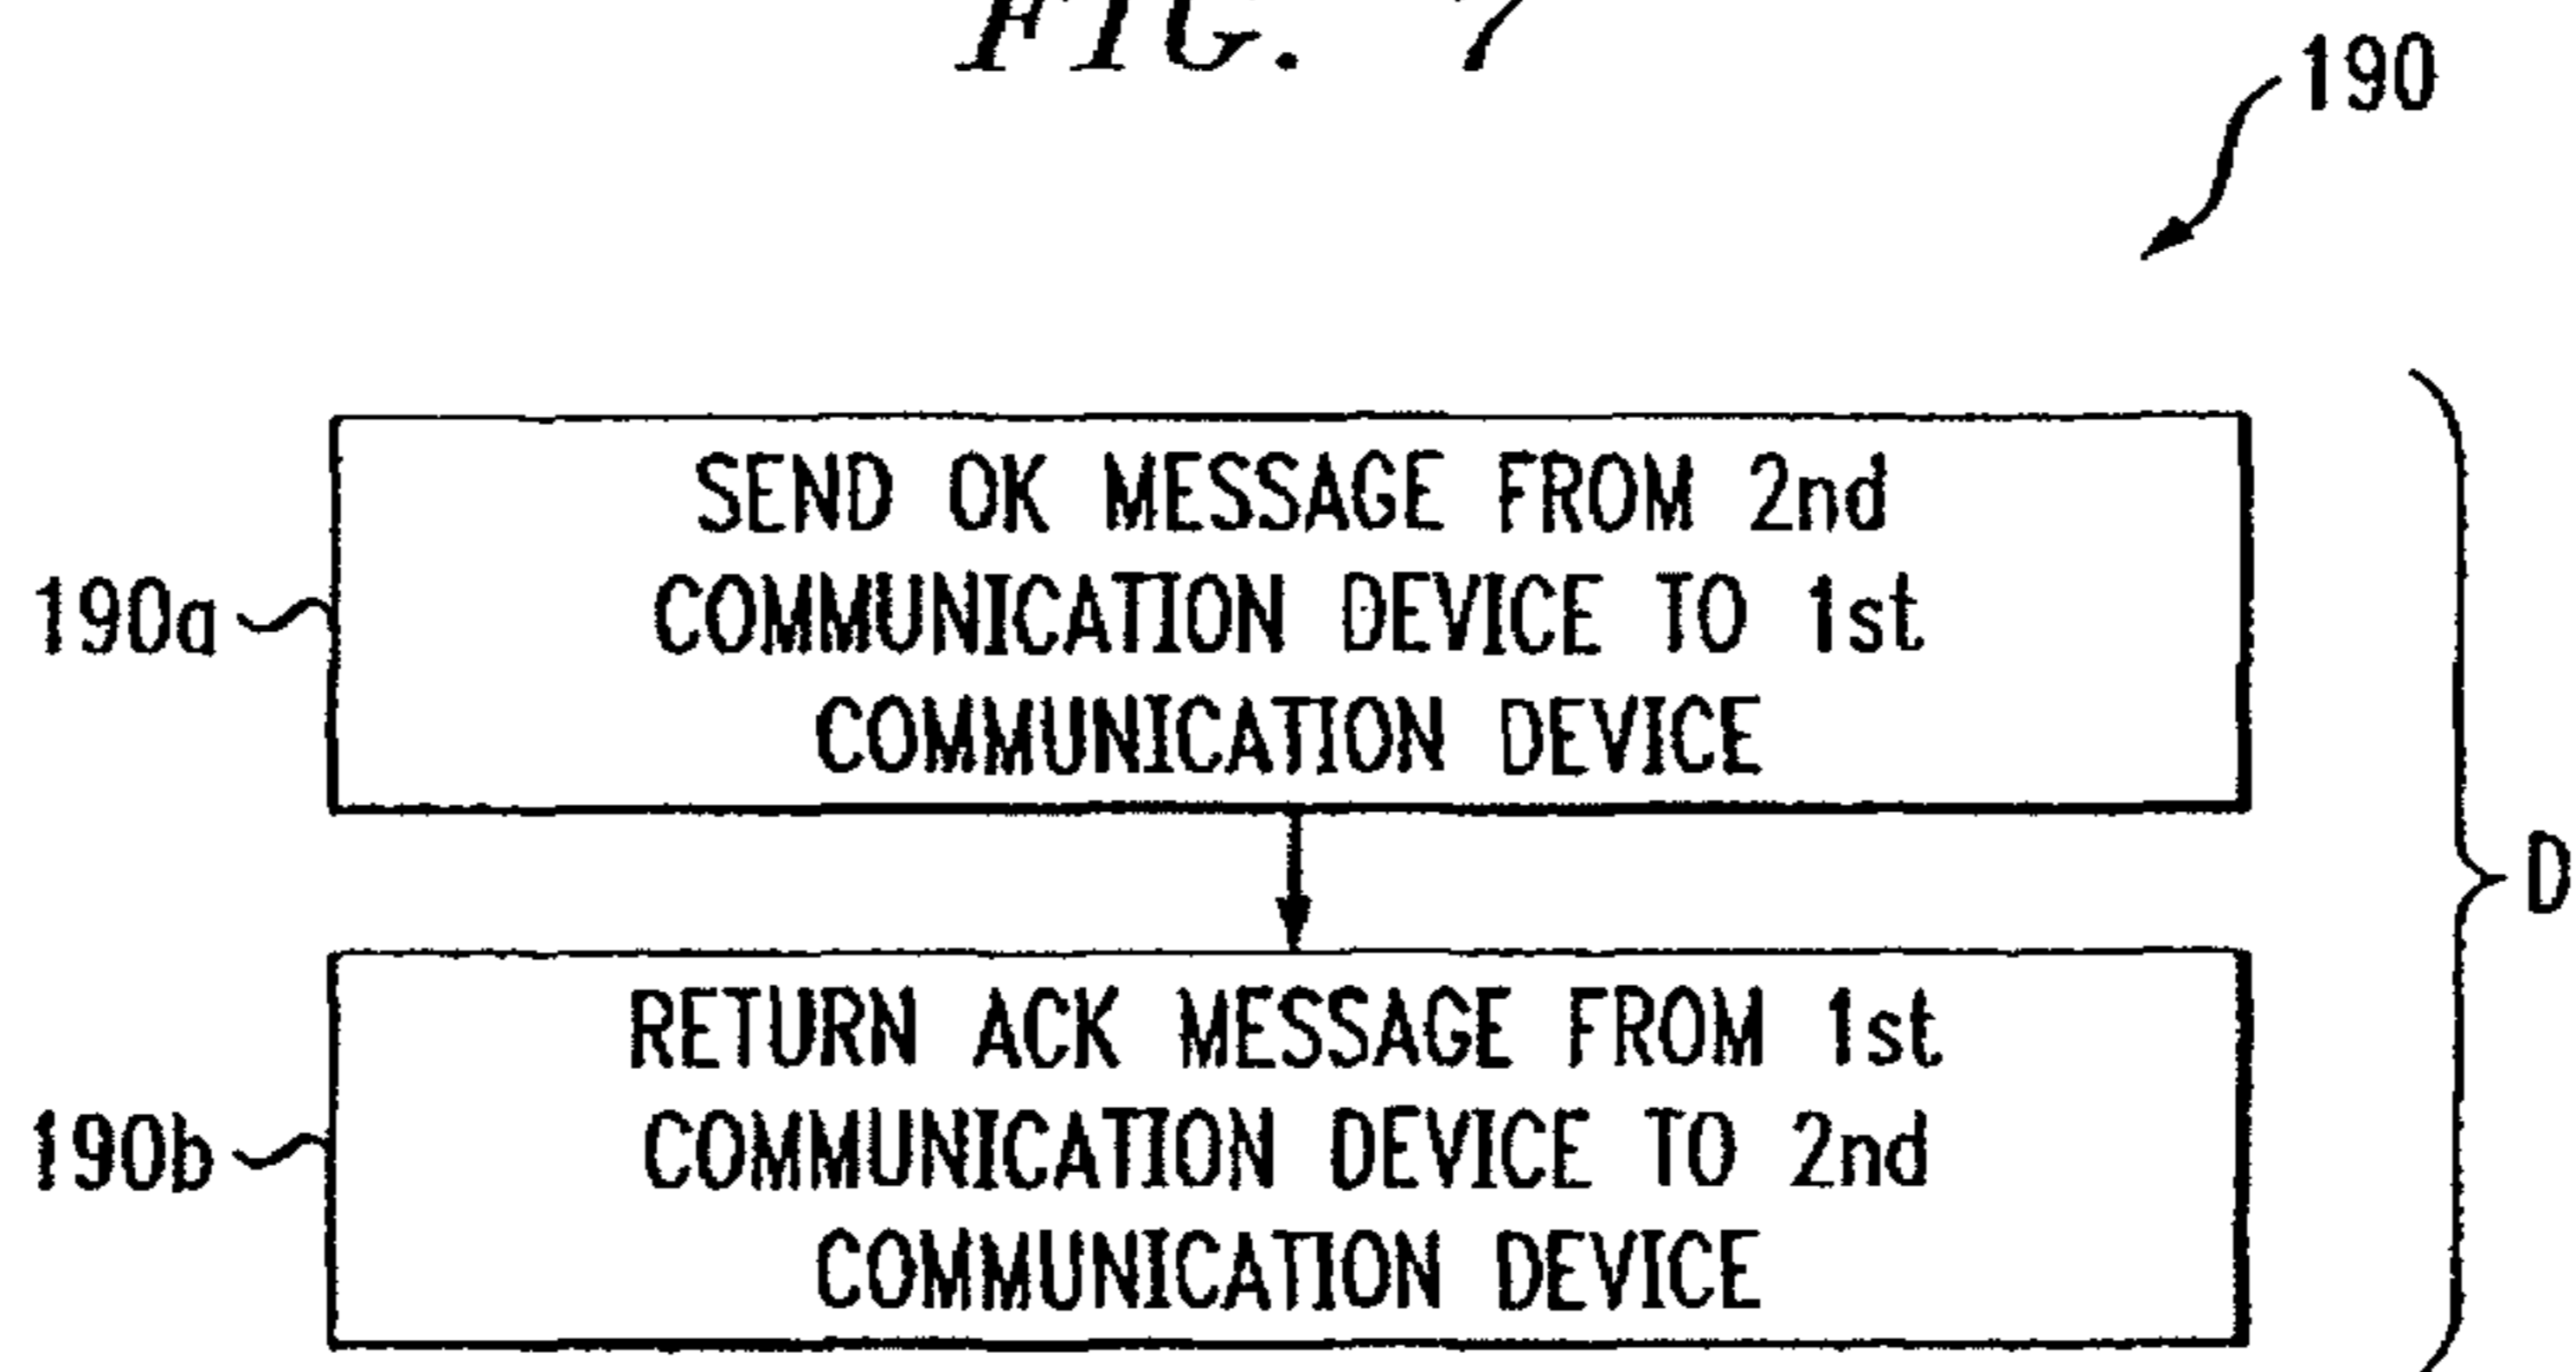 FIG. 7
190
190a
SEND OK MESSAGE FROM 2nd
COMMUNICATION DEVICE TO 1st
COMMUNICATION DEVICE
D
190b
RETURN ACK MESSAGE FROM 1st
COMMUNICATION DEVICE TO 2nd
COMMUNICATION DEVICE